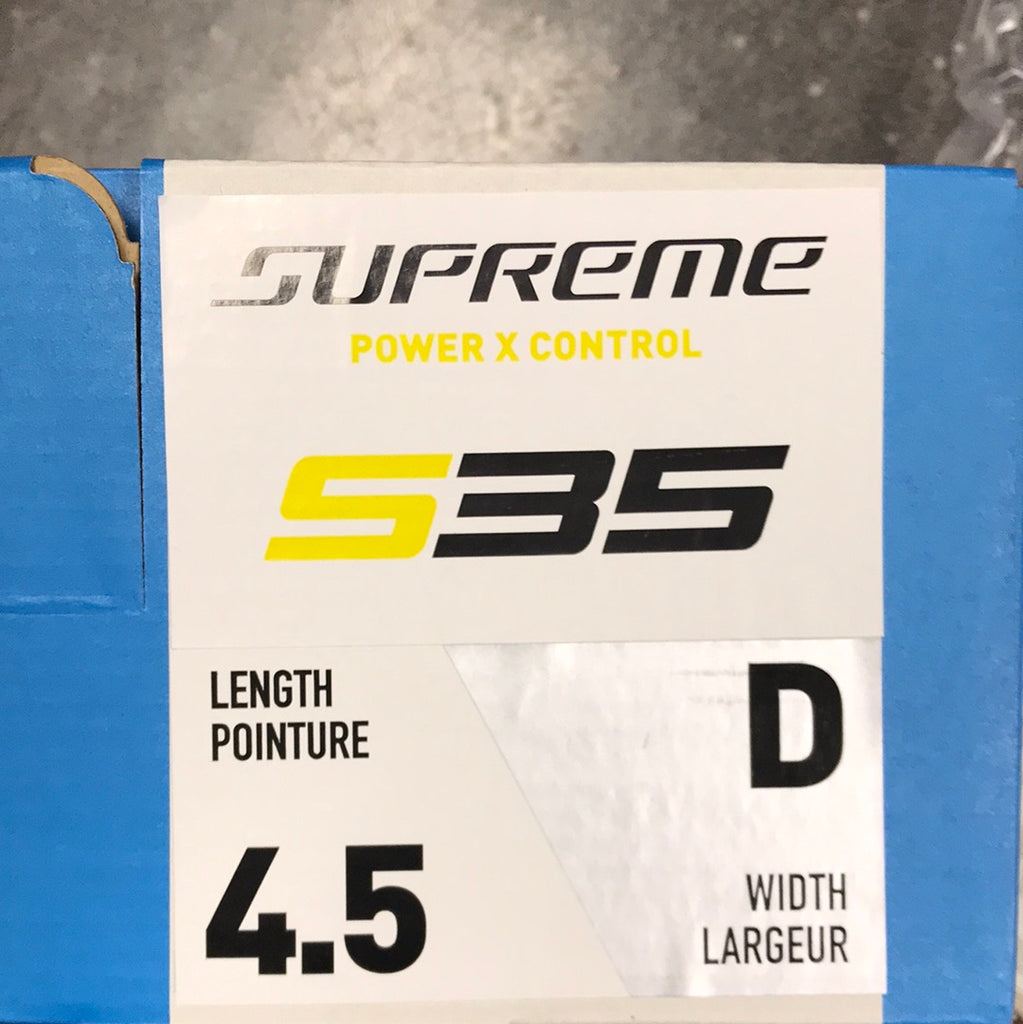 SUPREME
POWER X CONTROL
S35
LENGTH
POINTURE
4.5
D
WIDTH
LARGEUR